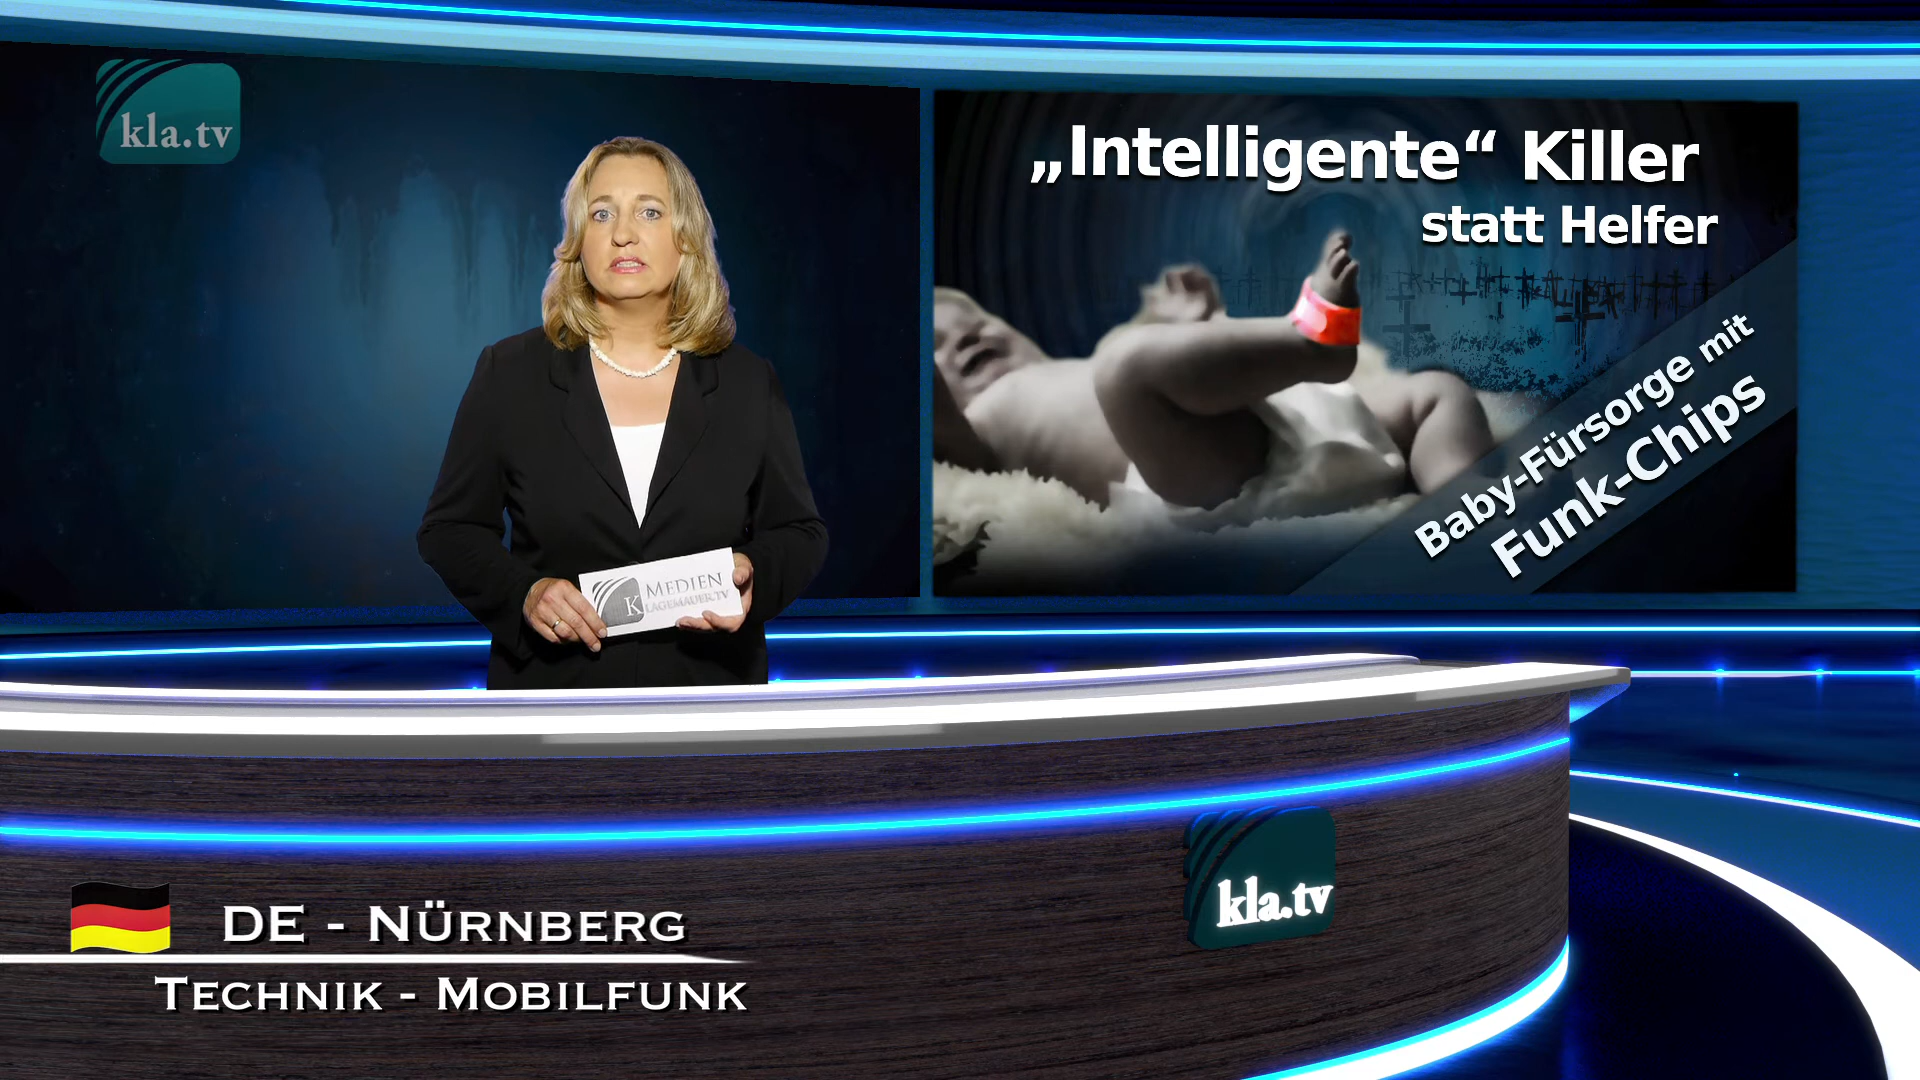 kla.tv
„Intelligente“ Killer
statt Helfer
Baby-Fürsorge mit
Funk-Chips
MEDIEN
KLAGEMAUER.TV
kla.tv
DE - NÜRNBERG
TECHNIK - MOBILFUNK